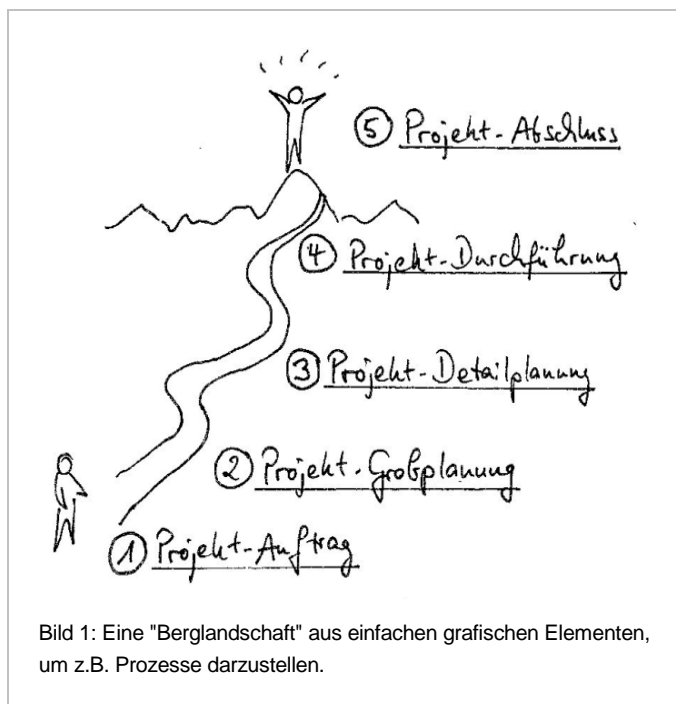 ⑤ Projekt-Abschluss
④ Projekt-Durchführung
③ Projekt-Detailplanung
② Projekt-Grobplanung
① Projekt-Auftrag
Bild 1: Eine "Berglandschaft" aus einfachen grafischen Elementen,
um z.B. Prozesse darzustellen.